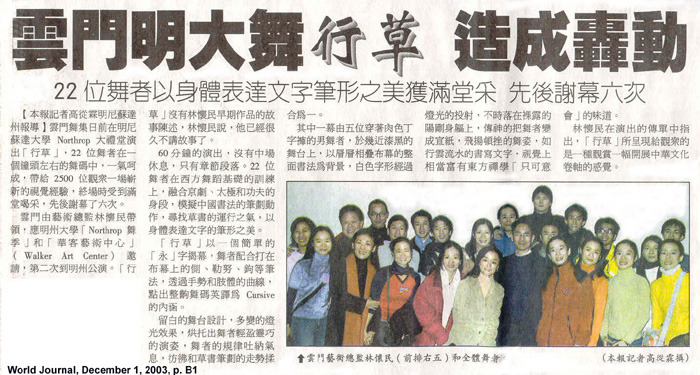 雲門明大舞行草 造成轟動
22 位舞者以身體表達文字筆形之美獲滿堂采 先後謝幕六次
【本報記者高從霖明尼蘇達
州報導】雲門舞集日前在明尼
蘇達大學 Northrop 大禮堂演
出「行草」,22 位舞者在二
個鐘頭左右的舞碼中,一氣呵
成,帶給 2500 位觀眾一場嶄
新的視覺經驗,終場時受到滿
堂喝采,先後謝幕了六次。
雲門由藝術總監林懷民帶
領,應明州大學「Northrop 舞
季」和「華客藝術中心」
(Walker Art Center) 邀
請,第二次到明州公演。「行
草」沒有林懷民早期作品的故
事陳述,林懷民說,他已經很
久不講故事了。
60 分鐘的演出,沒有中場
休息,只有章節段落。22 位
舞者在西方舞蹈基礎的訓練
上,融合京劇、太極和功夫的
身段,模擬中國書法的筆劃動
作,尋找草書的運行之氣,以
身體表達文字的筆形之美。
「行草」以一個簡單的
「永」字揭幕,舞者配合打在
布幕上的側、勒努、鉤等筆
法,透過手勢和肢體的曲線,
點出整齣舞碼英譯為 Cursive
的內涵。
留白的舞台設計,多變的燈
光效果,烘托出舞者輕盈靈巧
的演姿,舞者的規律吐納氣
息,彷彿和草書筆劃的走勢揉
合為一。
其中一幕由五位穿著肉色丁
字褲的男舞者,於幾近漆黑的
舞台上,以層層相疊布幕的整
面書法為背景,白色字形經過
燈光的投射,不時落在裸露的
陽剛身軀上,傳神的把舞者變
成宣紙,飛揚頓挫的舞姿,如
行雲流水的書寫文字,視覺上
相當富有東方禪學「只可意
會」的味道。
林懷民在演出的傳單中指
出,「行草」所呈現給觀眾的
是一種觀賞一幅開展中華文化
卷軸的感覺。
⬆雲門藝術總監林懷民(前排右五)和全體舞者。
(本報記者高從霖攝)
World Journal, December 1, 2003, p. B1